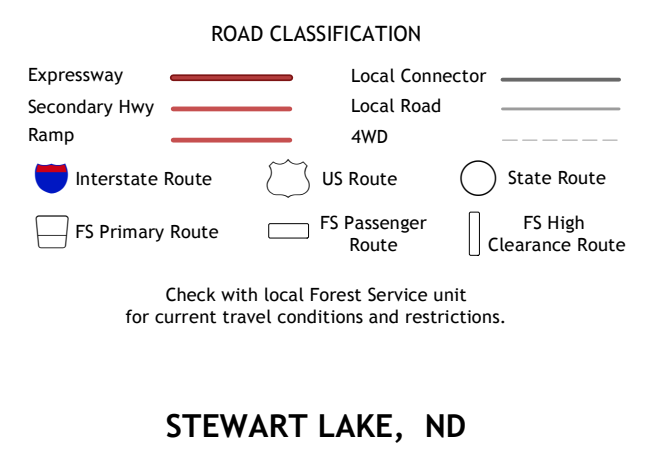 ROAD CLASSIFICATION
Expressway
Local Connector
Secondary Hwy
Local Road
Ramp
4WD
Interstate Route
US Route
State Route
FS Primary Route
FS Passenger
Route
FS High
Clearance Route
Check with local Forest Service unit
for current travel conditions and restrictions.
STEWART LAKE, ND